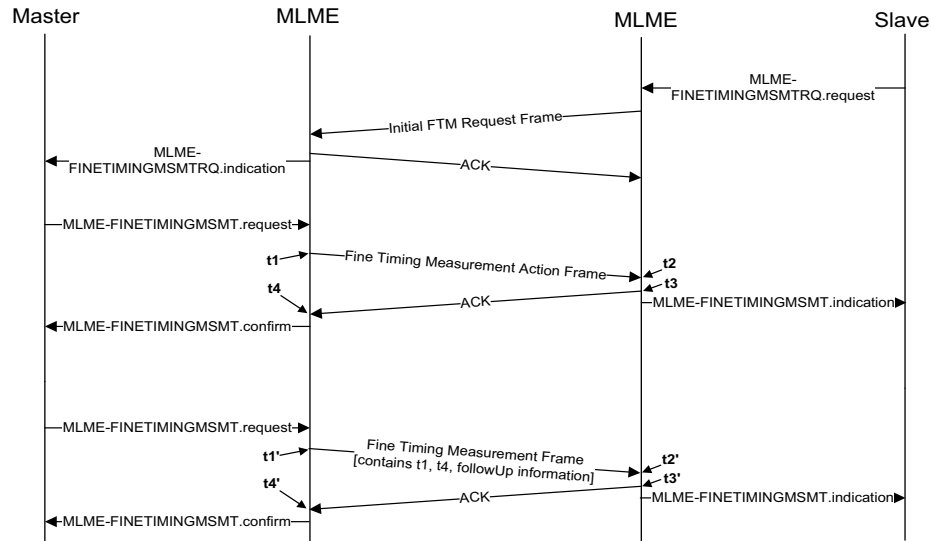 Master
MLME
MLME
Slave
MLME-
FINETIMINGMSMTRQ.request
Initial FTM Request Frame
MLME-
FINETIMINGMSMTRQ.indication
ACK
MLME-FINETIMINGMSMT.request
t1
Fine Timing Measurement Action Frame
t2
t3
t4
ACK
MLME-FINETIMINGMSMT.indication
MLME-FINETIMINGMSMT.confirm
MLME-FINETIMINGMSMT.request
t1'
Fine Timing Measurement Frame
[contains t1, t4, followUp information]
t2'
t3'
t4'
ACK
MLME-FINETIMINGMSMT.indication
MLME-FINETIMINGMSMT.confirm